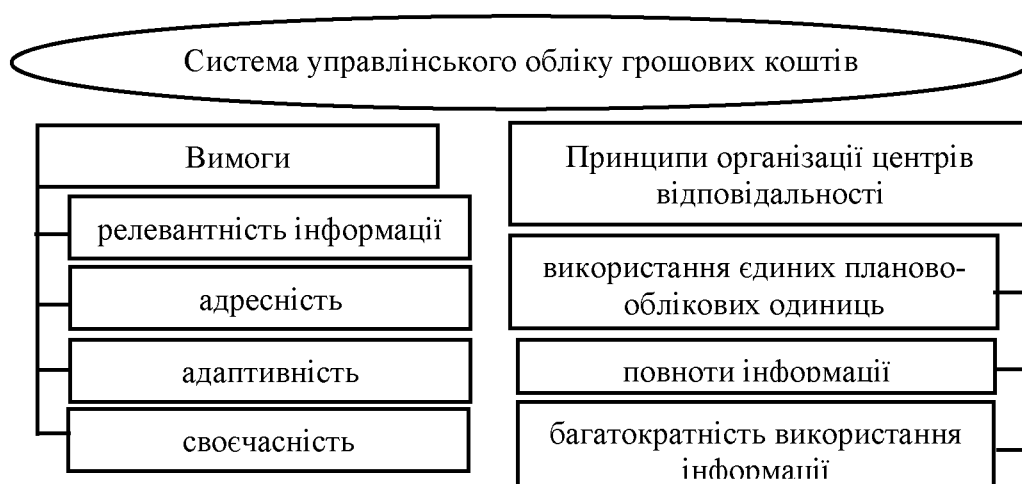 Система управлінського обліку грошових коштів
Вимоги
релевантність інформації
адресність
адаптивність
своєчасність
Принципи організації центрів
відповідальності
використання єдиних планово-
облікових одиниць
повноти інформації
багатократність використання
інформації